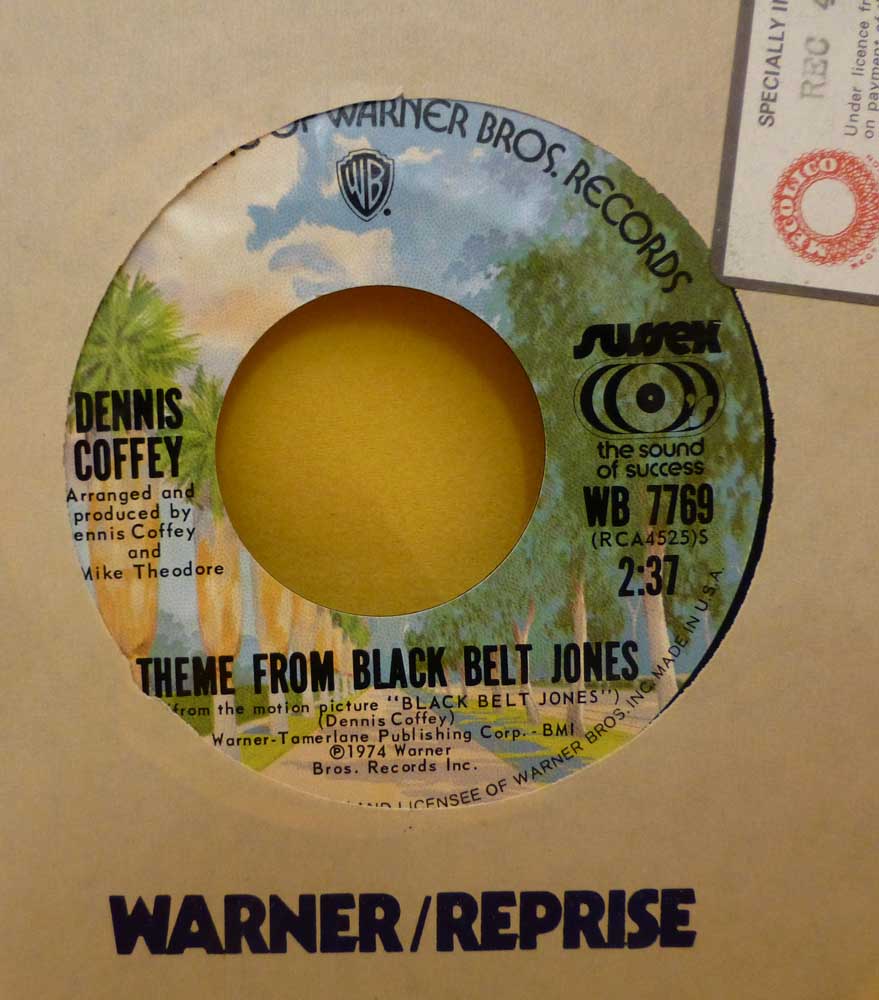 OF WARNER BROS. RECORDS
WB
DENNIS
COFFEY
Arranged and
produced by
ennis Coffey
and
Mike Theodore
sussex
the sound
of success
WB 7769
(RCA4525)S
2:37
THEME FROM BLACK BELT JONES
(from the motion picture "BLACK BELT JONES")
(Dennis Coffey)
Warner-Tamerlane Publishing Corp.-BMI
℗1974 Warner
Bros. Records Inc.
AND LICENSEE OF WARNER BROS. INC. MADE IN U.S.A.
WARNER/REPRISE
SPECIALLY
REC 4
Under licence
on payment of
MECOLICO